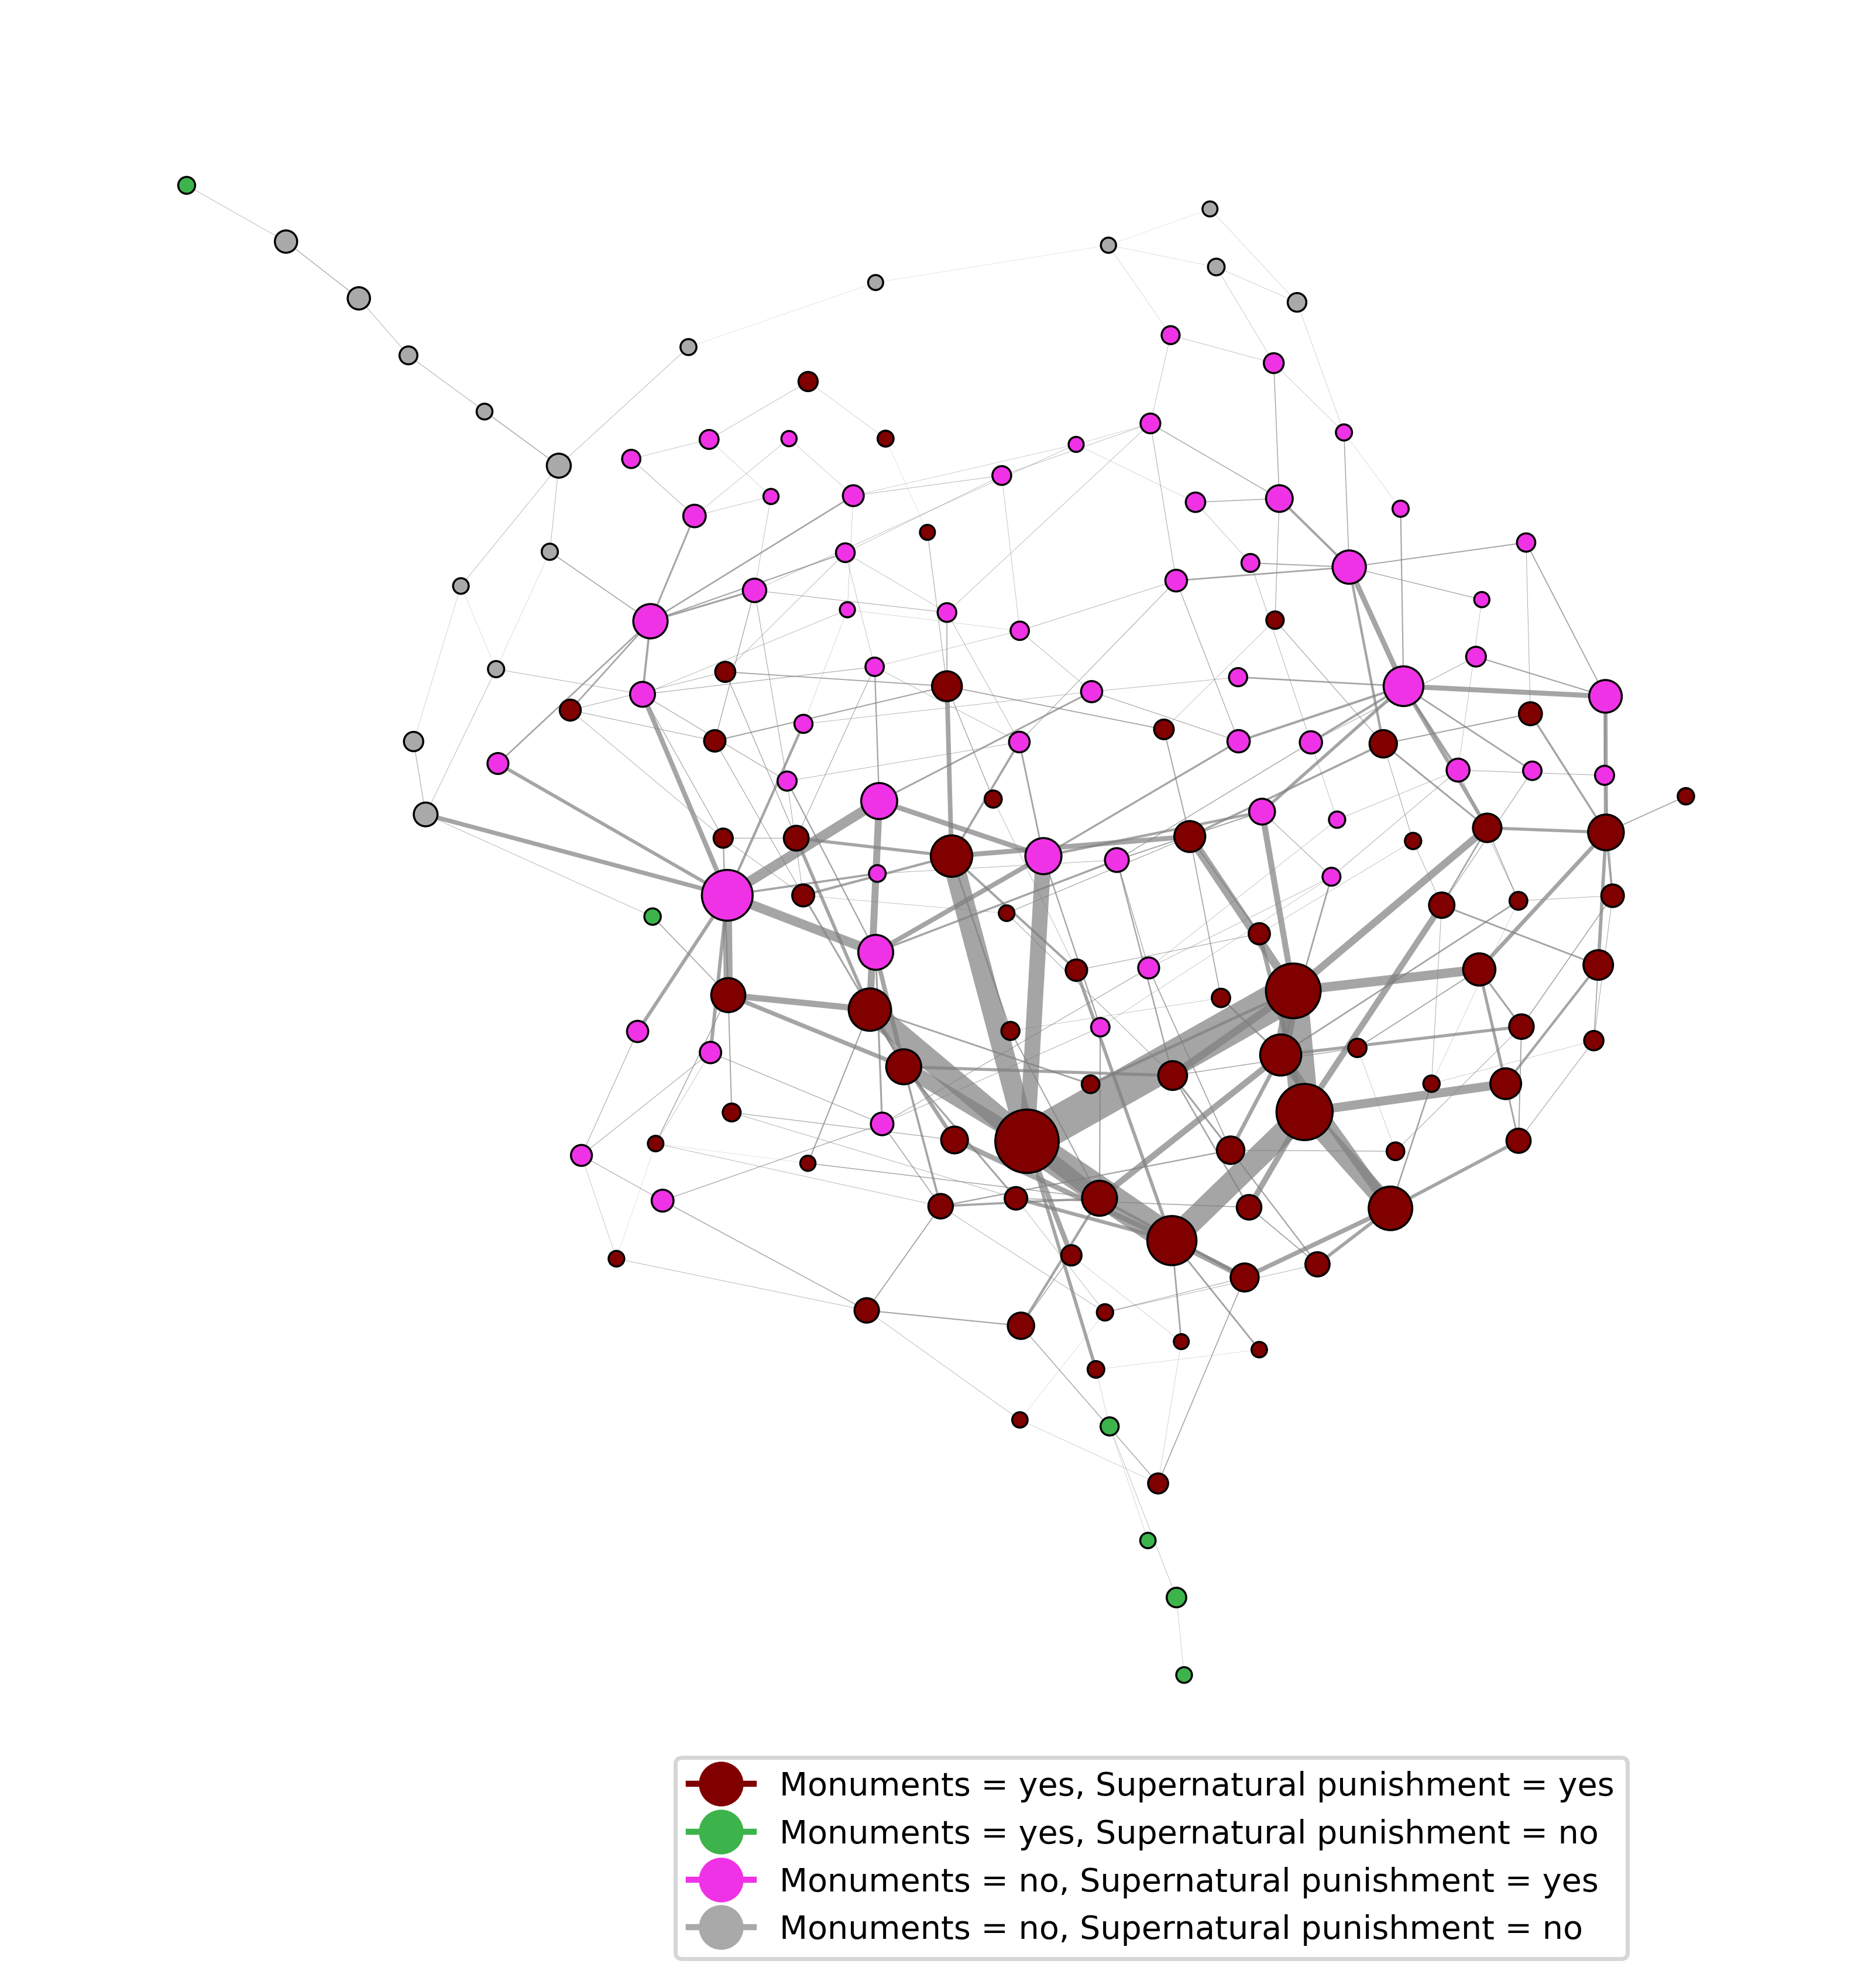 Monuments = yes, Supernatural punishment = yes
Monuments = yes, Supernatural punishment = no
Monuments = no, Supernatural punishment = yes
Monuments = no, Supernatural punishment = no